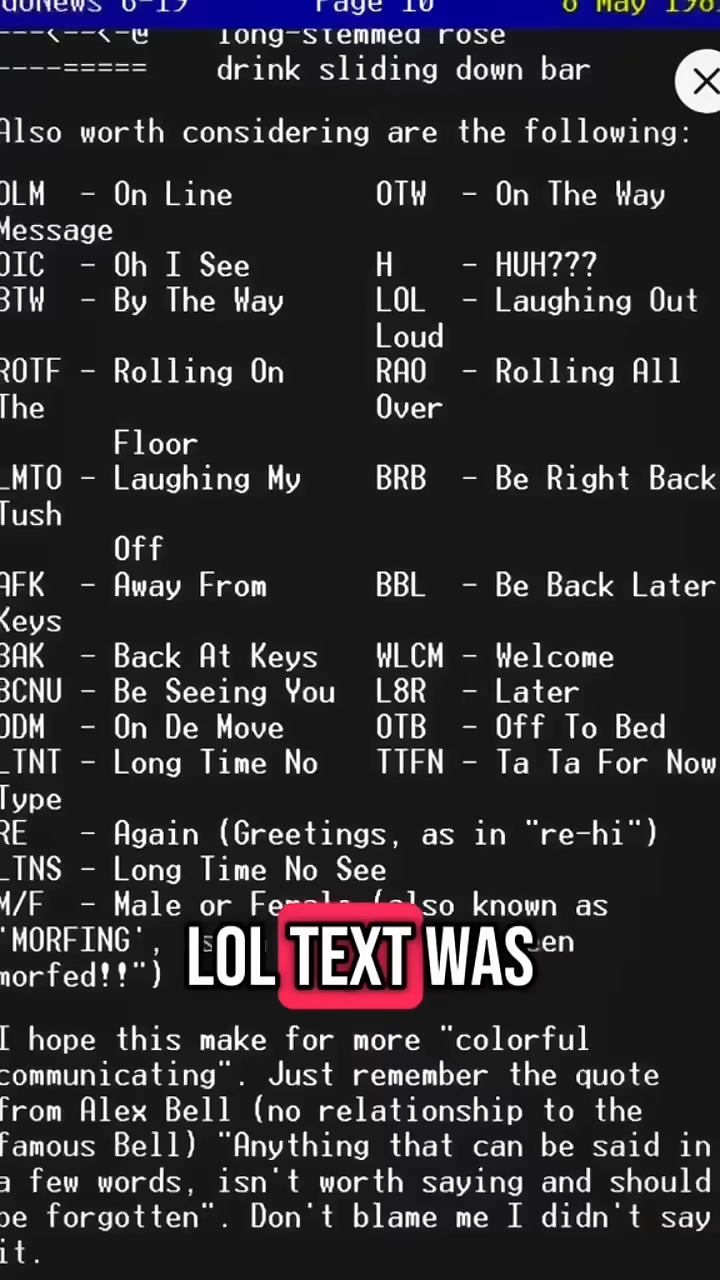 doNews 6-19 Page 10 8 May 198
---<--<-@ long-stemmed rose
----===== drink sliding down bar
Also worth considering are the following:
OLM - On Line OTW - On The Way
Message
OIC - Oh I See H - HUH???
BTW - By The Way LOL - Laughing Out
Loud
ROTF - Rolling On RAO - Rolling All
The Over
Floor
LMTO - Laughing My BRB - Be Right Back
Tush
Off
AFK - Away From BBL - Be Back Later
Keys
BAK - Back At Keys WLCM - Welcome
BCNU - Be Seeing You L8R - Later
ODM - On De Move OTB - Off To Bed
LTNT - Long Time No TTFN - Ta Ta For Now
Type
RE - Again (Greetings, as in "re-hi")
LTNS - Long Time No See
M/F - Male or Female (also known as
'MORFING', een
morfed!!")
LOL TEXT WAS
I hope this make for more "colorful
communicating". Just remember the quote
from Alex Bell (no relationship to the
famous Bell) "Anything that can be said in
a few words, isn't worth saying and should
be forgotten". Don't blame me I didn't say
it.